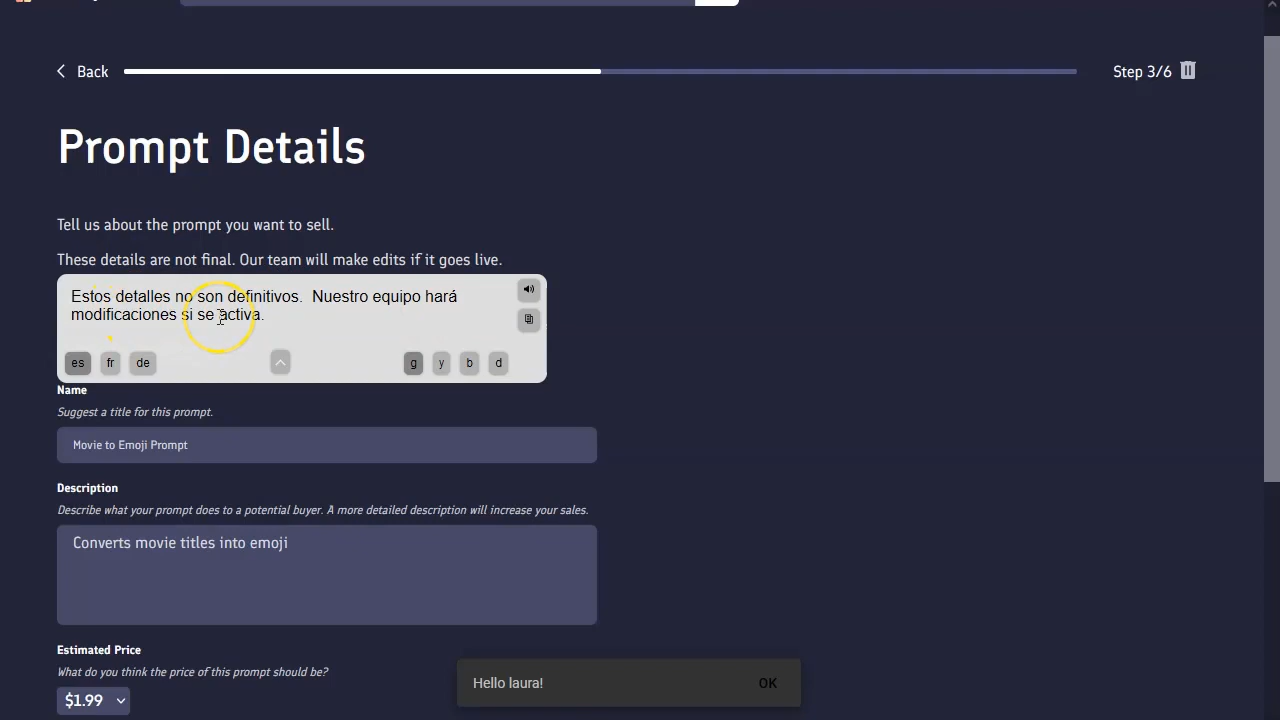 Back
Step 3/6
Prompt Details
Tell us about the prompt you want to sell.
These details are not final. Our team will make edits if it goes live.
Estos detalles no son definitivos.  Nuestro equipo hará
modificaciones si se activa.
es fr de g y b d
Name
Suggest a title for this prompt.
Movie to Emoji Prompt
Description
Describe what your prompt does to a potential buyer. A more detailed description will increase your sales.
Converts movie titles into emoji
Estimated Price
What do you think the price of this prompt should be?
$1.99
Hello laura!
OK